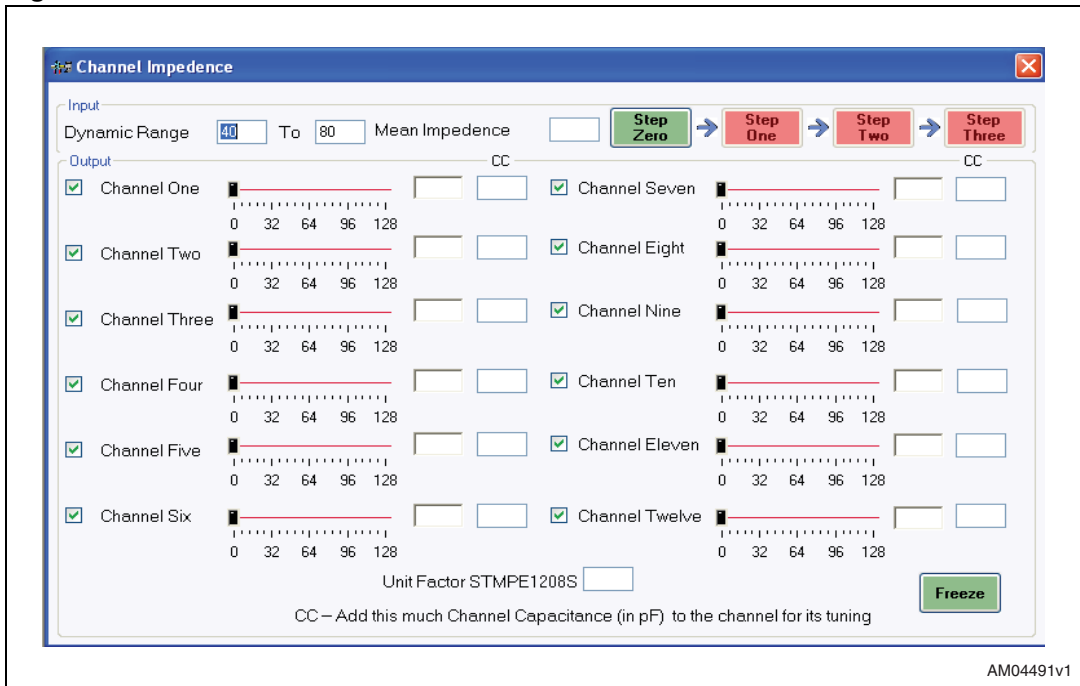 Channel Impedence
Input
Dynamic Range 40 To 80 Mean Impedence Step Zero Step One Step Two Step Three
Output CC CC
Channel One 0 32 64 96 128 Channel Seven 0 32 64 96 128
Channel Two 0 32 64 96 128 Channel Eight 0 32 64 96 128
Channel Three 0 32 64 96 128 Channel Nine 0 32 64 96 128
Channel Four 0 32 64 96 128 Channel Ten 0 32 64 96 128
Channel Five 0 32 64 96 128 Channel Eleven 0 32 64 96 128
Channel Six 0 32 64 96 128 Channel Twelve 0 32 64 96 128
Unit Factor STMPE1208S
Freeze
CC – Add this much Channel Capacitance (in pF) to the channel for its tuning
AM04491v1